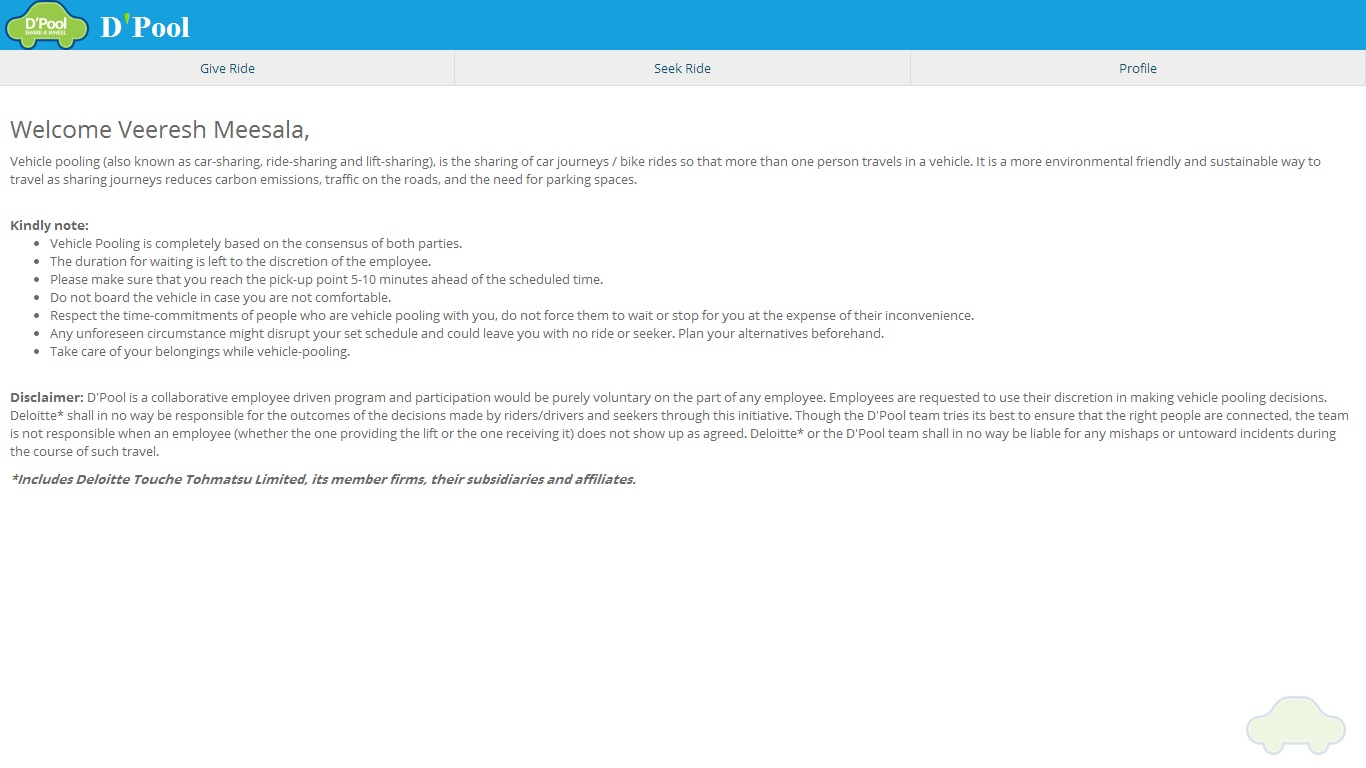 D'Pool
SHARE A WHEEL
D'Pool
Give Ride
Seek Ride
Profile
Welcome Veeresh Meesala,
Vehicle pooling (also known as car-sharing, ride-sharing and lift-sharing), is the sharing of car journeys / bike rides so that more than one person travels in a vehicle. It is a more environmental friendly and sustainable way to
travel as sharing journeys reduces carbon emissions, traffic on the roads, and the need for parking spaces.
Kindly note:
• Vehicle Pooling is completely based on the consensus of both parties.
• The duration for waiting is left to the discretion of the employee.
• Please make sure that you reach the pick-up point 5-10 minutes ahead of the scheduled time.
• Do not board the vehicle in case you are not comfortable.
• Respect the time-commitments of people who are vehicle pooling with you, do not force them to wait or stop for you at the expense of their inconvenience.
• Any unforeseen circumstance might disrupt your set schedule and could leave you with no ride or seeker. Plan your alternatives beforehand.
• Take care of your belongings while vehicle-pooling.
Disclaimer: D'Pool is a collaborative employee driven program and participation would be purely voluntary on the part of any employee. Employees are requested to use their discretion in making vehicle pooling decisions.
Deloitte* shall in no way be responsible for the outcomes of the decisions made by riders/drivers and seekers through this initiative. Though the D'Pool team tries its best to ensure that the right people are connected, the team
is not responsible when an employee (whether the one providing the lift or the one receiving it) does not show up as agreed. Deloitte* or the D'Pool team shall in no way be liable for any mishaps or untoward incidents during
the course of such travel.
*Includes Deloitte Touche Tohmatsu Limited, its member firms, their subsidiaries and affiliates.